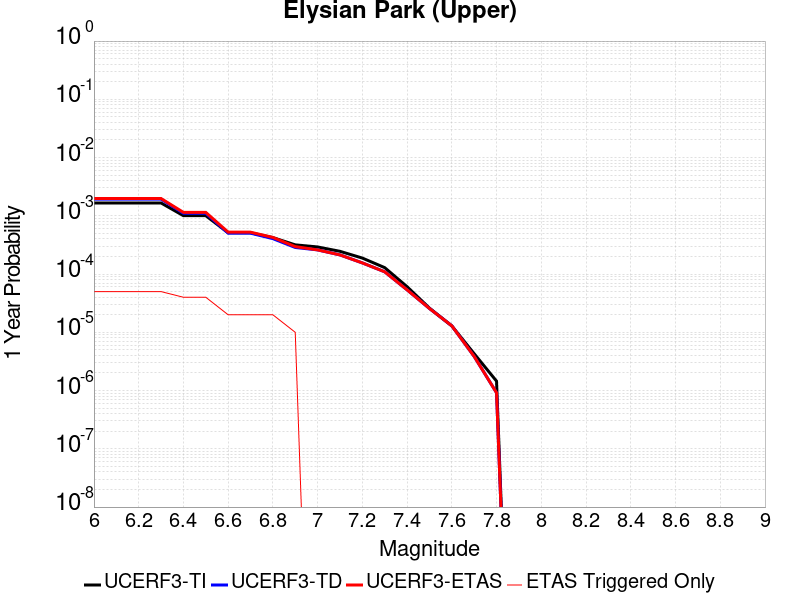 Elysian Park (Upper)
10^0
10^-1
10^-2
10^-3
10^-4
10^-5
10^-6
10^-7
10^-8
1 Year Probability
6 6.2 6.4 6.6 6.8 7 7.2 7.4 7.6 7.8 8 8.2 8.4 8.6 8.8 9
Magnitude
UCERF3-TI UCERF3-TD UCERF3-ETAS ETAS Triggered Only